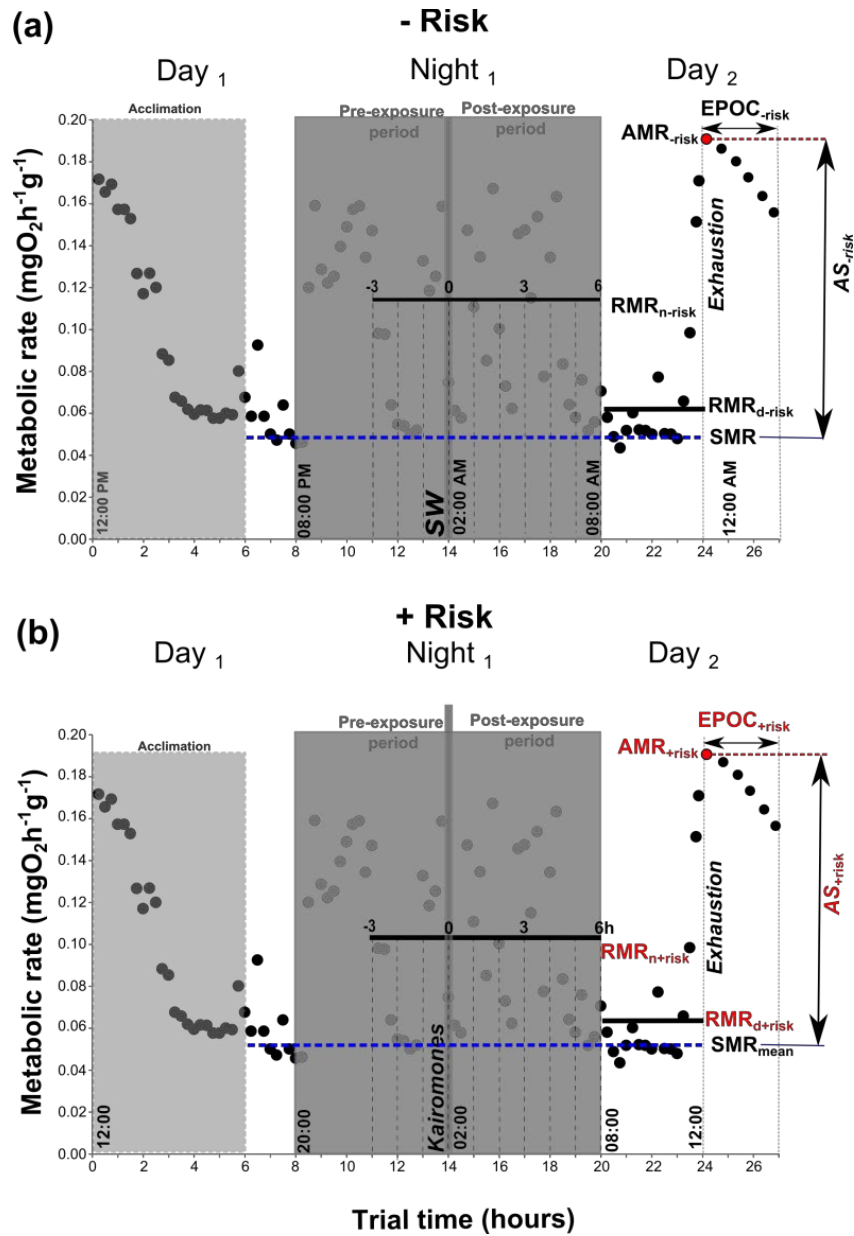 (a)
- Risk
Day 1 Night 1 Day 2
Acclimation
Pre-exposure period
Post-exposure period
EPOC-risk
AMR-risk
AS-risk
Exhaustion
-3 0 3 6
RMRn-risk
RMRd-risk
SMR
SW
12:00 PM
08:00 PM
02:00 AM
08:00 AM
12:00 AM
Metabolic rate (mgO2h-1g-1)
0.20
0.18
0.16
0.14
0.12
0.10
0.08
0.06
0.04
0.02
0.00
0 2 4 6 8 10 12 14 16 18 20 22 24 26
(b)
+ Risk
Day 1 Night 1 Day 2
Acclimation
Pre-exposure period
Post-exposure period
EPOC+risk
AMR+risk
AS+risk
Exhaustion
-3 0 3 6h
RMRn+risk
RMRd+risk
SMRmean
Kairomones
12:00
20:00
02:00
08:00
12:00
Metabolic rate (mgO2h-1g-1)
0.20
0.18
0.16
0.14
0.12
0.10
0.08
0.06
0.04
0.02
0.00
0 2 4 6 8 10 12 14 16 18 20 22 24 26
Trial time (hours)